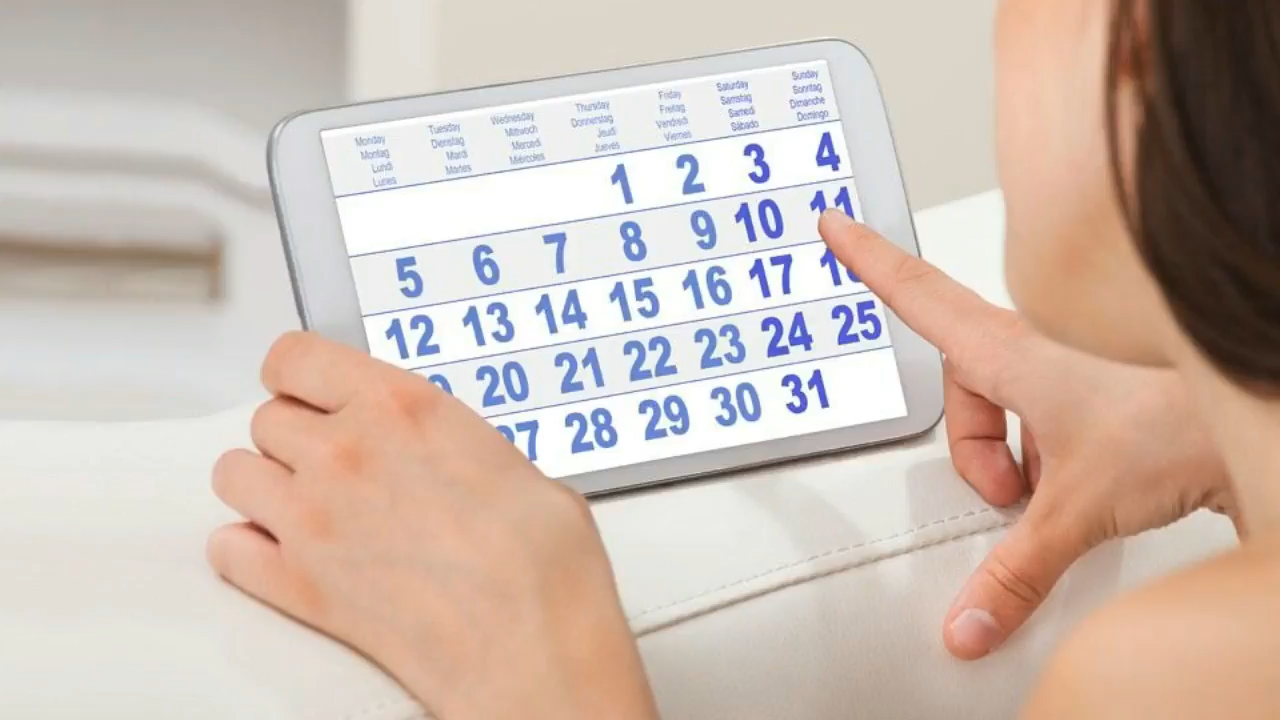 Monday Tuesday Wednesday Thursday Friday Saturday Sunday
Montag Dienstag Mittwoch Donnerstag Freitag Samstag Sonntag
Lundi Mardi Mercredi Jeudi Vendredi Samedi Dimanche
Lunes Martes Miércoles Jueves Viernes Sábado Domingo
1 2 3 4
5 6 7 8 9 10 11
12 13 14 15 16 17
20 21 22 23 24 25
27 28 29 30 31